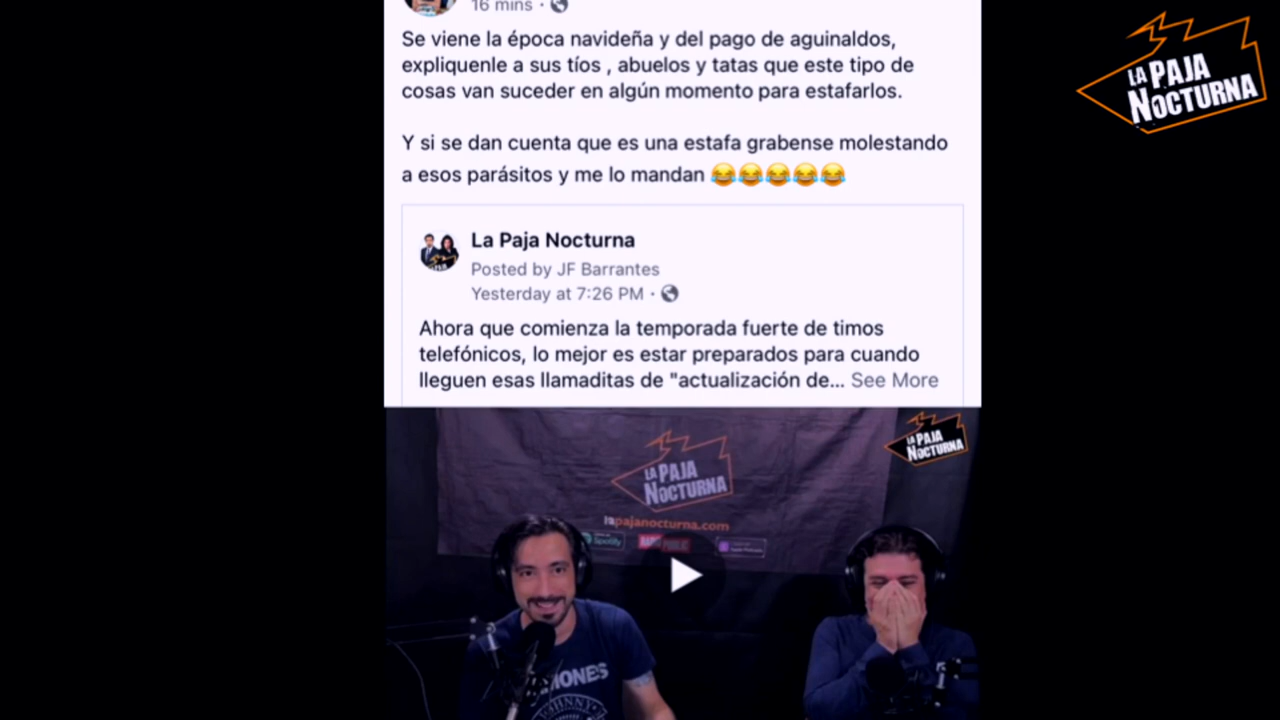 16 mins ·
Se viene la época navideña y del pago de aguinaldos,
expliquenle a sus tíos , abuelos y tatas que este tipo de
cosas van suceder en algún momento para estafarlos.
Y si se dan cuenta que es una estafa grabense molestando
a esos parásitos y me lo mandan 😂😂😂😂😂
La Paja Nocturna
Posted by JF Barrantes
Yesterday at 7:26 PM ·
Ahora que comienza la temporada fuerte de timos
telefónicos, lo mejor es estar preparados para cuando
lleguen esas llamaditas de "actualización de... See More
LA PAJA
NOCTURNA
LA PAJA
NOCTURNA
LA PAJA
NOCTURNA
lapajanocturna.com
Spotify
JOHNNY